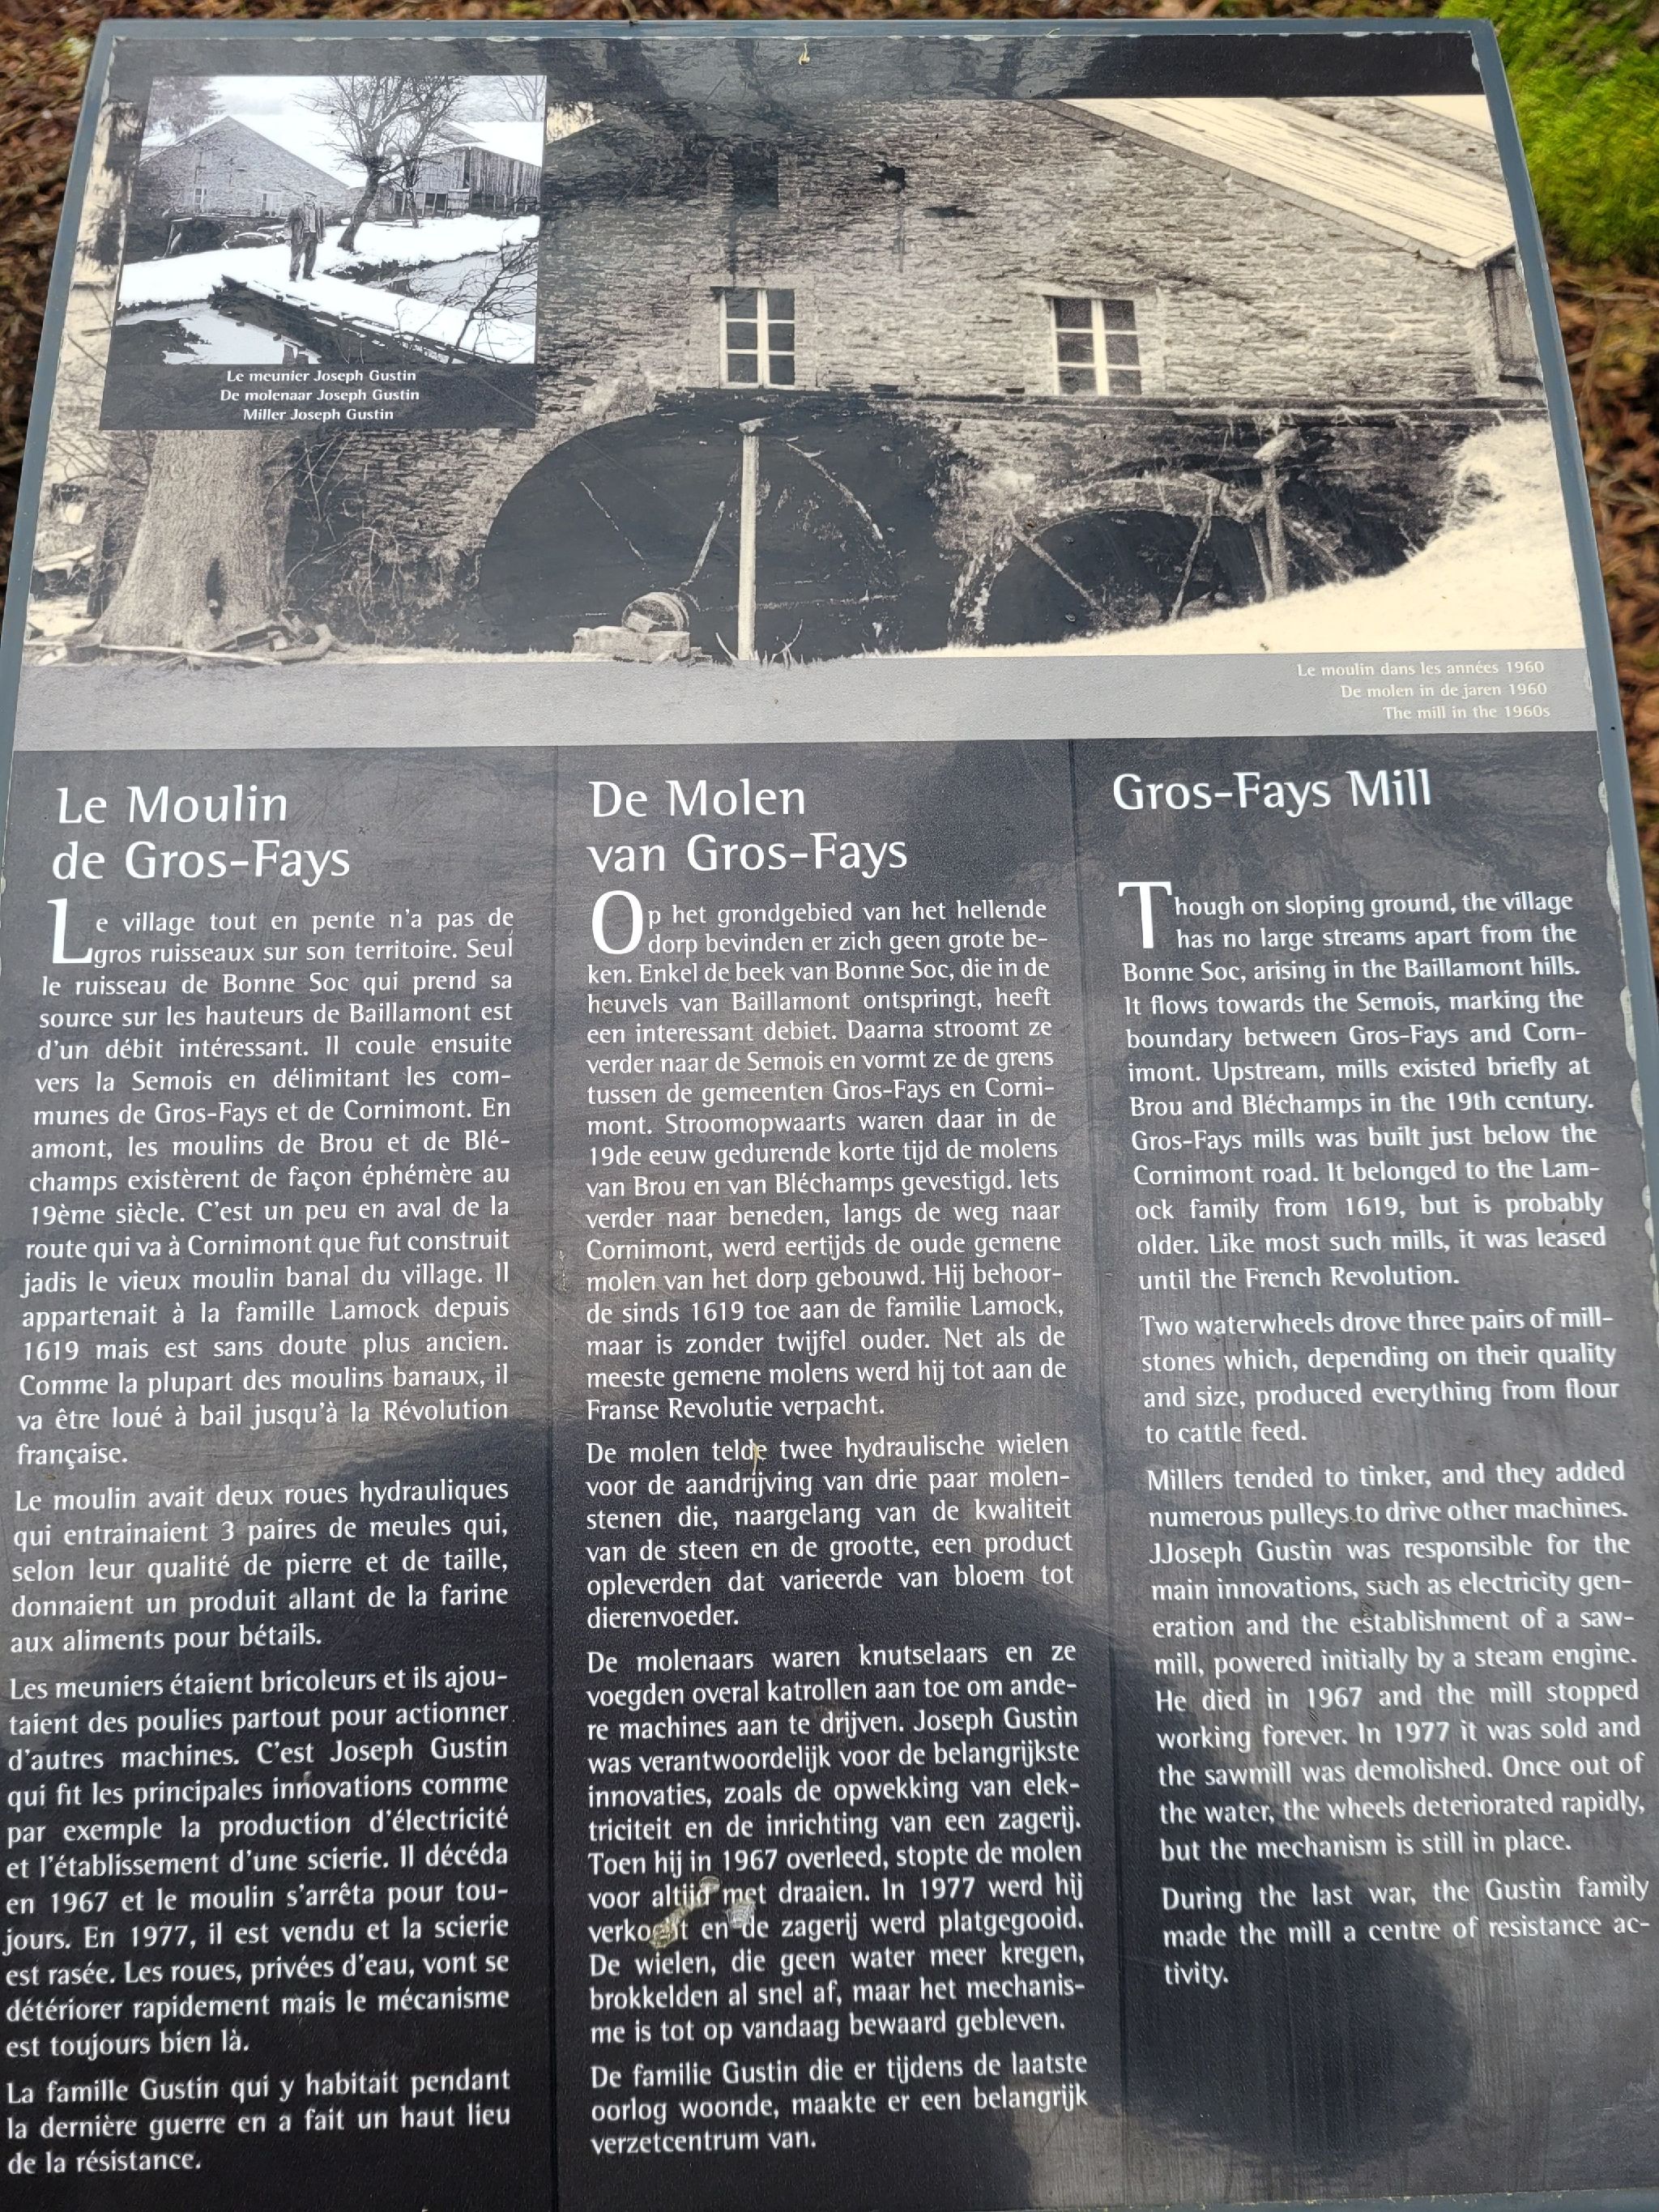 Le meunier Joseph Gustin
De molenaar Joseph Gustin
Miller Joseph Gustin
Le moulin dans les années 1960
De molen in de jaren 1960
The mill in the 1960s
Le Moulin
de Gros-Fays
Le village tout en pente n'a pas de
gros ruisseaux sur son territoire. Seul
le ruisseau de Bonne Soc qui prend sa
source sur les hauteurs de Baillamont est
d'un débit intéressant. Il coule ensuite
vers la Semois en délimitant les com-
munes de Gros-Fays et de Cornimont. En
amont, les moulins de Brou et de Blé-
champs existèrent de façon éphémère au
19ème siècle. C'est un peu en aval de la
route qui va à Cornimont que fut construit
jadis le vieux moulin banal du village. Il
appartenait à la famille Lamock depuis
1619 mais est sans doute plus ancien.
Comme la plupart des moulins banaux, il
va être loué à bail jusqu'à la Révolution
française.
Le moulin avait deux roues hydrauliques
qui entrainaient 3 paires de meules qui,
selon leur qualité de pierre et de taille,
donnaient un produit allant de la farine
aux aliments pour bétails.
Les meuniers étaient bricoleurs et ils ajou-
taient des poulies partout pour actionner
d'autres machines. C'est Joseph Gustin
qui fit les principales innovations comme
par exemple la production d'électricité
et l'établissement d'une scierie. Il décéda
en 1967 et le moulin s'arrêta pour tou-
jours. En 1977, il est vendu et la scierie
est rasée. Les roues, privées d'eau, vont se
détériorer rapidement mais le mécanisme
est toujours bien là.
La famille Gustin qui y habitait pendant
la dernière guerre en a fait un haut lieu
de la résistance.
De Molen
van Gros-Fays
Op het grondgebied van het hellende
dorp bevinden er zich geen grote be-
ken. Enkel de beek van Bonne Soc, die in de
heuvels van Baillamont ontspringt, heeft
een interessant debiet. Daarna stroomt ze
verder naar de Semois en vormt ze de grens
tussen de gemeenten Gros-Fays en Corni-
mont. Stroomopwaarts waren daar in de
19de eeuw gedurende korte tijd de molens
van Brou en van Bléchamps gevestigd. Iets
verder naar beneden, langs de weg naar
Cornimont, werd eertijds de oude gemene
molen van het dorp gebouwd. Hij behoor-
de sinds 1619 toe aan de familie Lamock,
maar is zonder twijfel ouder. Net als de
meeste gemene molens werd hij tot aan de
Franse Revolutie verpacht.
De molen telde twee hydraulische wielen
voor de aandrijving van drie paar molen-
stenen die, naargelang van de kwaliteit
van de steen en de grootte, een product
opleverden dat varieerde van bloem tot
dierenvoeder.
De molenaars waren knutselaars en ze
voegden overal katrollen aan toe om ande-
re machines aan te drijven. Joseph Gustin
was verantwoordelijk voor de belangrijkste
innovaties, zoals de opwekking van elek-
triciteit en de inrichting van een zagerij.
Toen hij in 1967 overleed, stopte de molen
voor altijd met draaien. In 1977 werd hij
verkocht en de zagerij werd platgegooid.
De wielen, die geen water meer kregen,
brokkelden al snel af, maar het mechanis-
me is tot op vandaag bewaard gebleven.
De familie Gustin die er tijdens de laatste
oorlog woonde, maakte er een belangrijk
verzetcentrum van.
Gros-Fays Mill
Though on sloping ground, the village
has no large streams apart from the
Bonne Soc, arising in the Baillamont hills.
It flows towards the Semois, marking the
boundary between Gros-Fays and Corn-
imont. Upstream, mills existed briefly at
Brou and Bléchamps in the 19th century.
Gros-Fays mills was built just below the
Cornimont road. It belonged to the Lam-
ock family from 1619, but is probably
older. Like most such mills, it was leased
until the French Revolution.
Two waterwheels drove three pairs of mill-
stones which, depending on their quality
and size, produced everything from flour
to cattle feed.
Millers tended to tinker, and they added
numerous pulleys to drive other machines.
JJoseph Gustin was responsible for the
main innovations, such as electricity gen-
eration and the establishment of a saw-
mill, powered initially by a steam engine.
He died in 1967 and the mill stopped
working forever. In 1977 it was sold and
the sawmill was demolished. Once out of
the water, the wheels deteriorated rapidly,
but the mechanism is still in place.
During the last war, the Gustin family
made the mill a centre of resistance ac-
tivity.